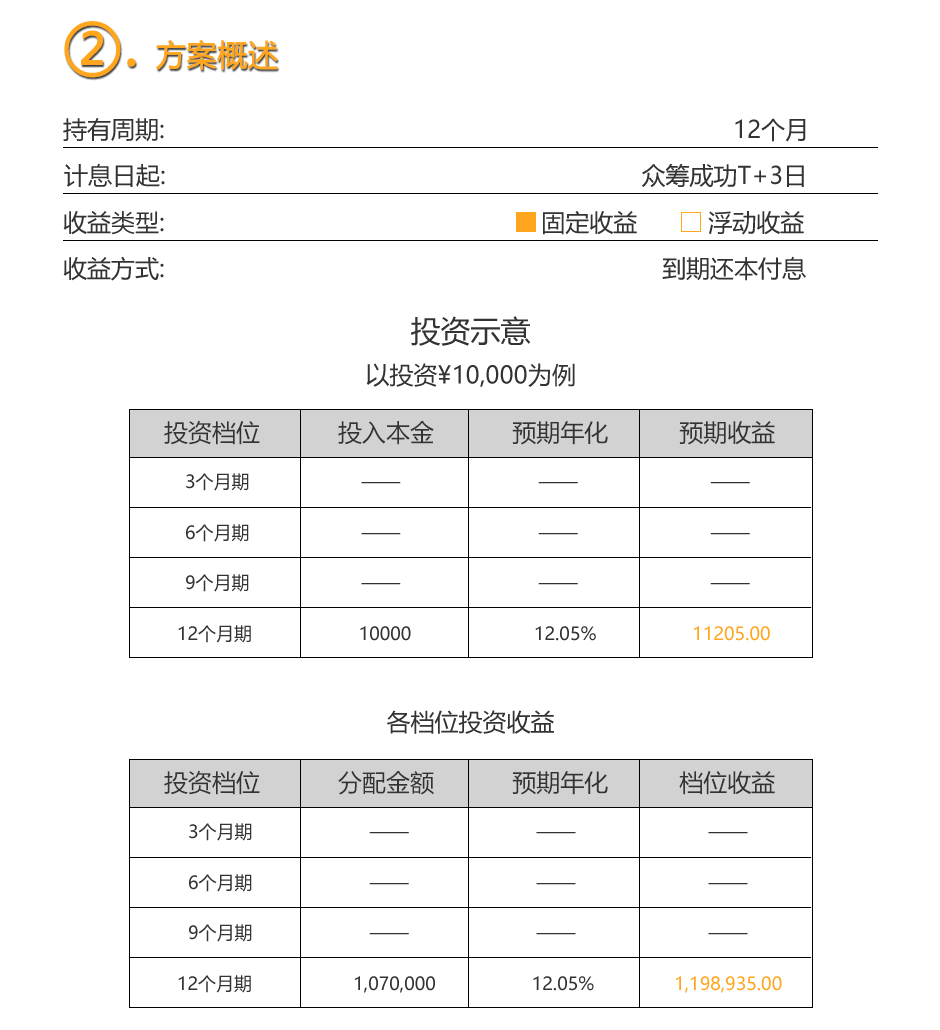 ②. 方案概述
持有周期: 12个月
计息日起: 众筹成功T+3日
收益类型: 固定收益 浮动收益
收益方式: 到期还本付息
投资示意
以投资¥10,000为例
投资档位 投入本金 预期年化 预期收益
3个月期 —— —— ——
6个月期 —— —— ——
9个月期 —— —— ——
12个月期 10000 12.05% 11205.00
各档位投资收益
投资档位 分配金额 预期年化 档位收益
3个月期 —— —— ——
6个月期 —— —— ——
9个月期 —— —— ——
12个月期 1,070,000 12.05% 1,198,935.00